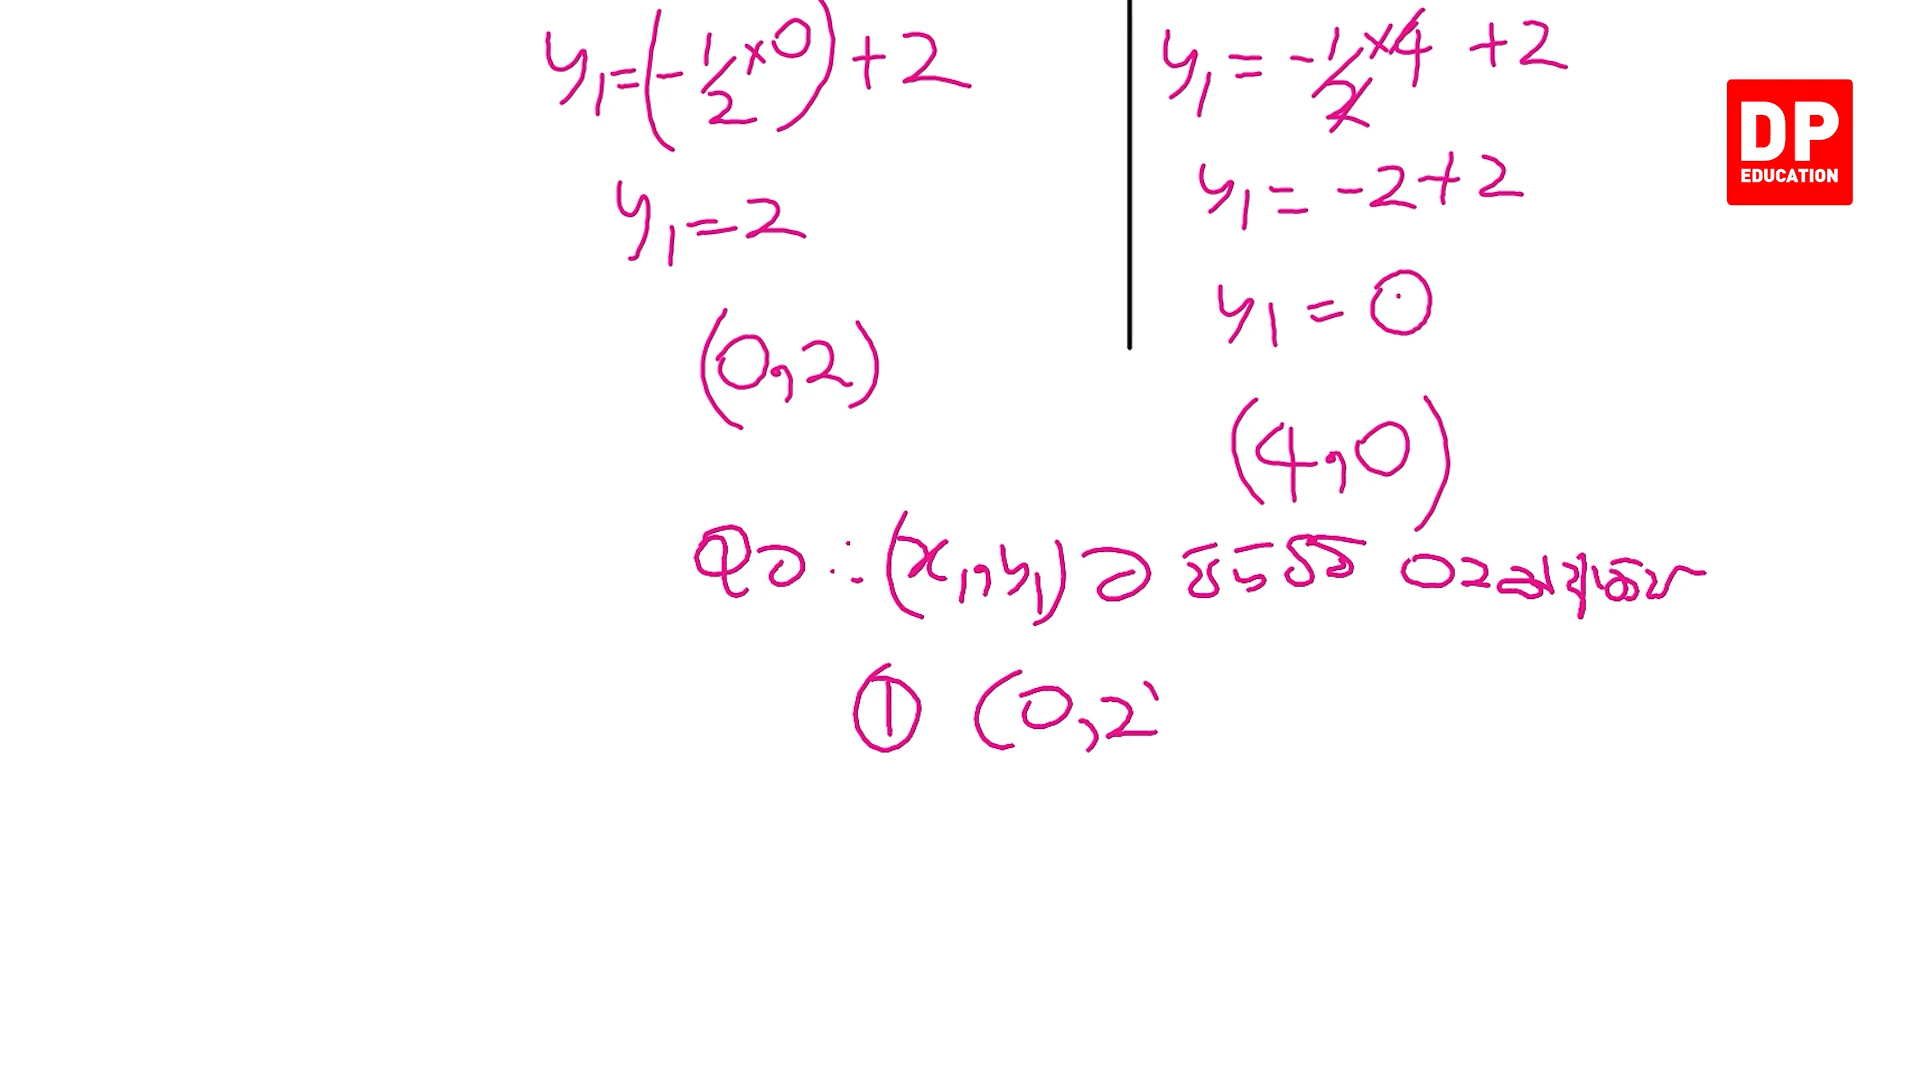 y₁=(-1/2×0)+2
y₁=2
(0,2)
y₁ = -1/2×4 +2
y₁ = -2+2
y₁ = 0
(4,0)
(x₁,y₁)
① (0,2
DP
EDUCATION